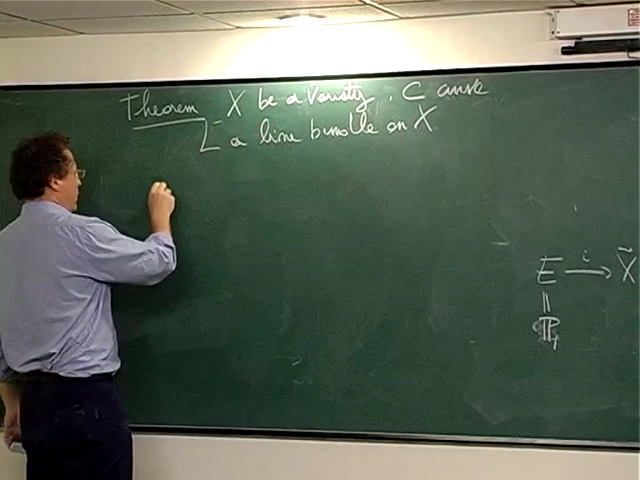 Theorem - X be a Variety, C curve
L a line bundle on X
E →ⁱ X̃
=
ℙ₁